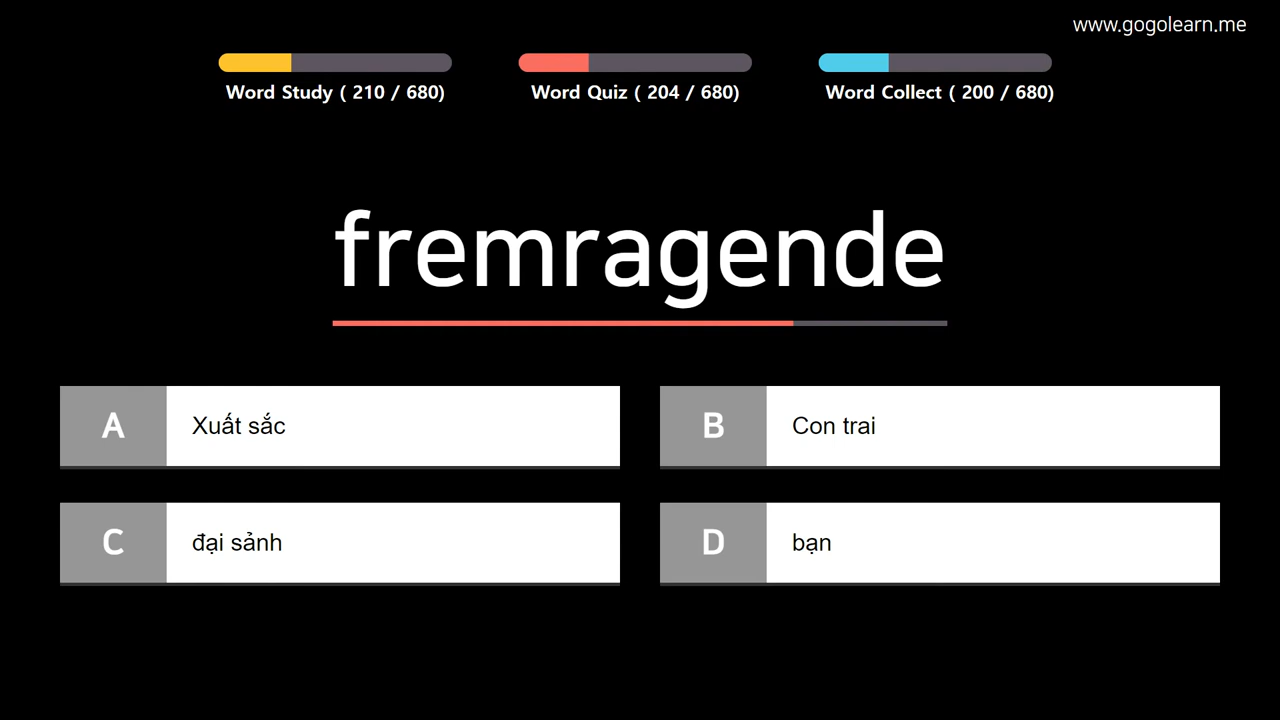 www.gogolearn.me
Word Study ( 210 / 680)
Word Quiz ( 204 / 680)
Word Collect ( 200 / 680)
fremragende
A
Xuất sắc
B
Con trai
C
đại sảnh
D
bạn